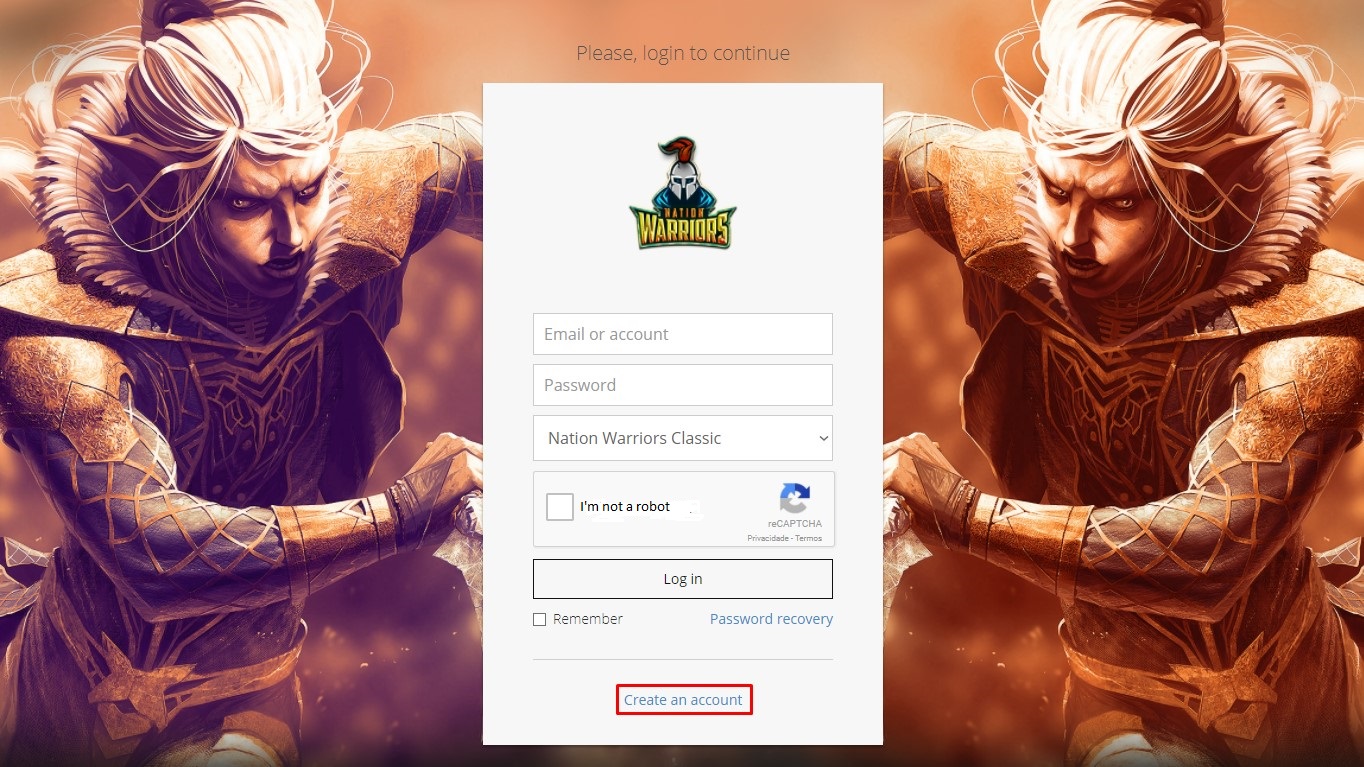 Please, login to continue
NATION
WARRIORS
Email or account
Password
Nation Warriors Classic
I'm not a robot
reCAPTCHA
Privacidade - Termos
Log in
Remember
Password recovery
Create an account